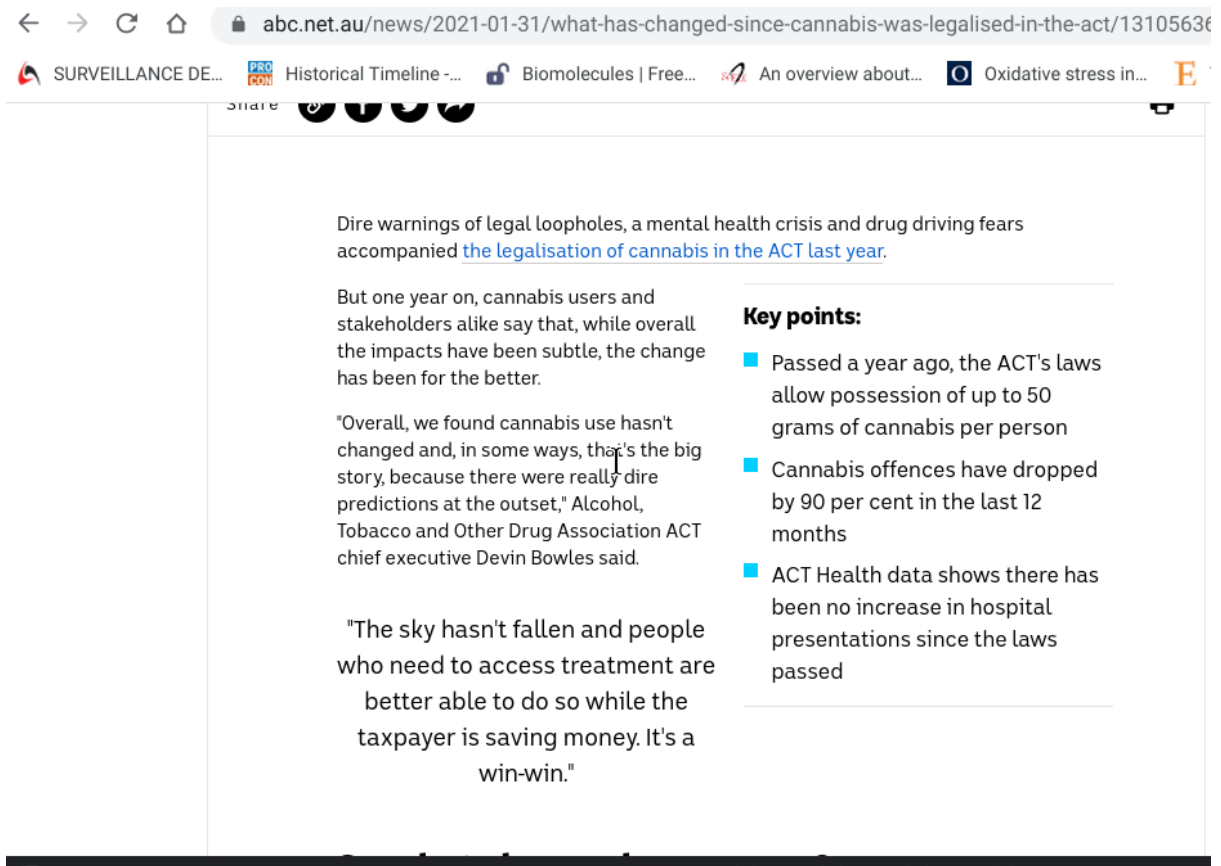 abc.net.au/news/2021-01-31/what-has-changed-since-cannabis-was-legalised-in-the-act/13105636
SURVEILLANCE DE...
PRO CON
Historical Timeline -...
Biomolecules | Free...
An overview about...
O
Oxidative stress in...
E
Share
Dire warnings of legal loopholes, a mental health crisis and drug driving fears
accompanied the legalisation of cannabis in the ACT last year.
But one year on, cannabis users and
stakeholders alike say that, while overall
the impacts have been subtle, the change
has been for the better.
"Overall, we found cannabis use hasn't
changed and, in some ways, that's the big
story, because there were really dire
predictions at the outset," Alcohol,
Tobacco and Other Drug Association ACT
chief executive Devin Bowles said.
"The sky hasn't fallen and people
who need to access treatment are
better able to do so while the
taxpayer is saving money. It's a
win-win."
Key points:
Passed a year ago, the ACT's laws
allow possession of up to 50
grams of cannabis per person
Cannabis offences have dropped
by 90 per cent in the last 12
months
ACT Health data shows there has
been no increase in hospital
presentations since the laws
passed